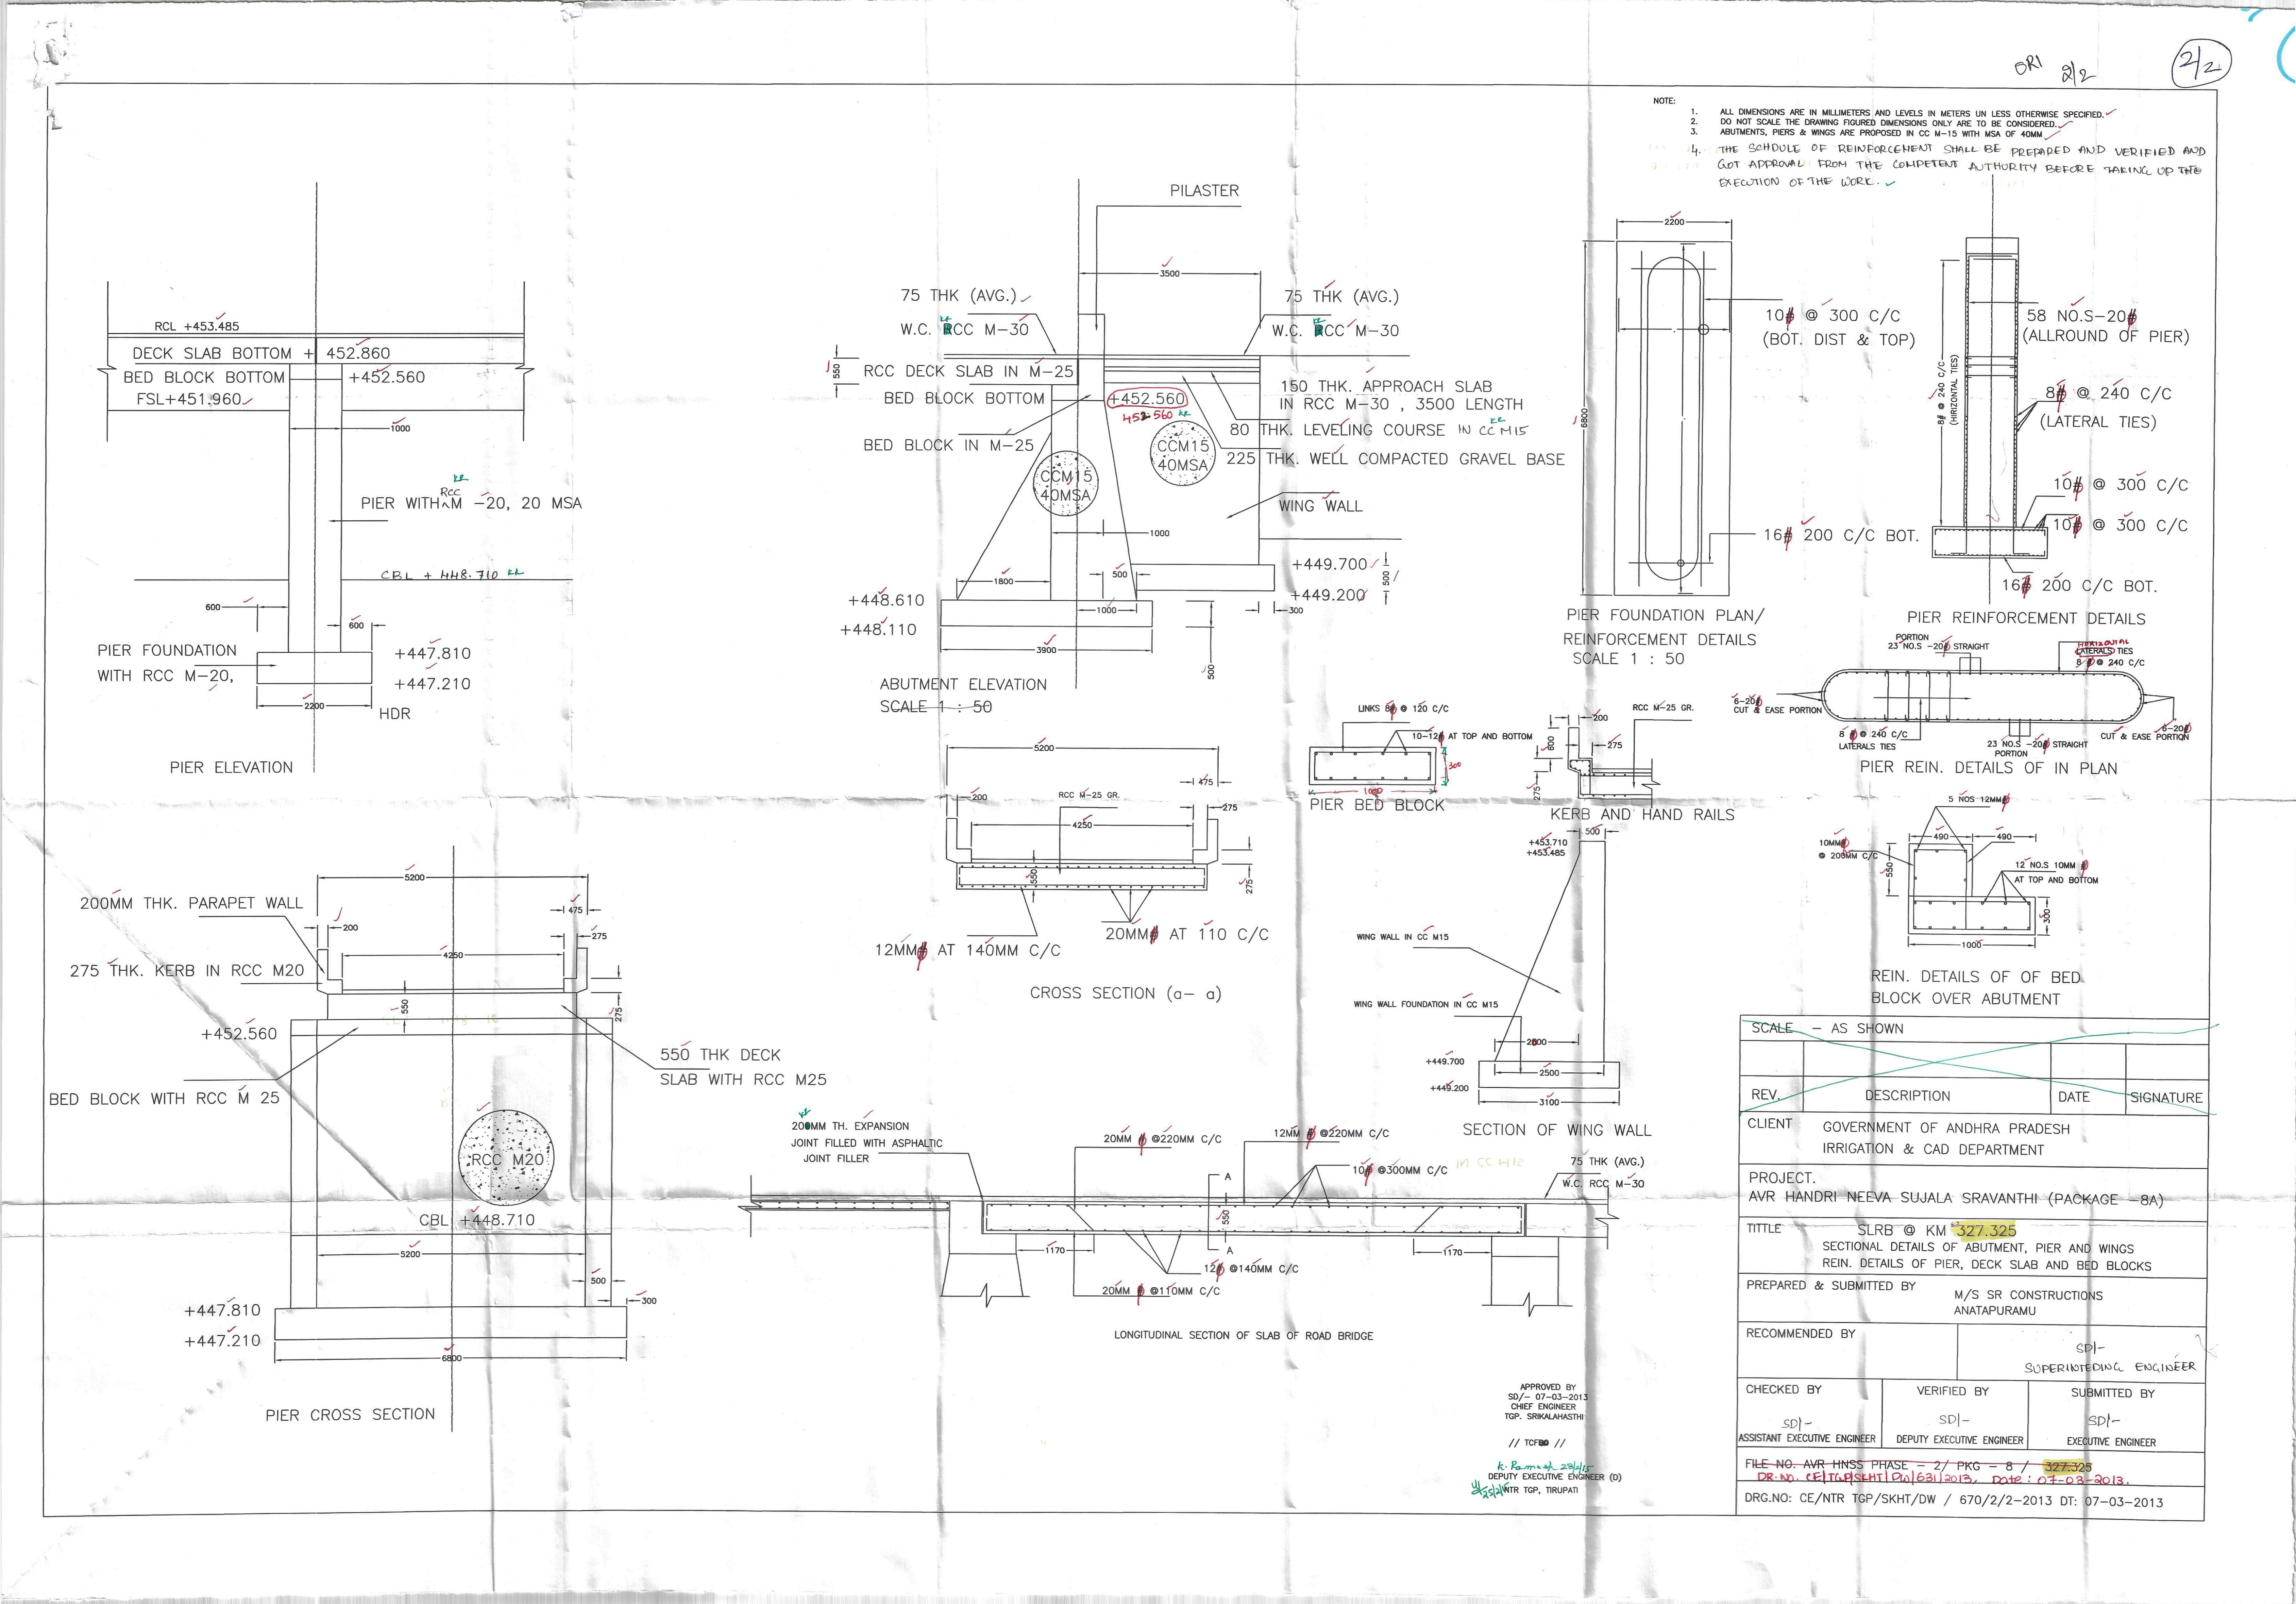 ORI 2/2
2/2
NOTE:
1. ALL DIMENSIONS ARE IN MILLIMETERS AND LEVELS IN METERS UN LESS OTHERWISE SPECIFIED.
2. DO NOT SCALE THE DRAWING FIGURED DIMENSIONS ONLY ARE TO BE CONSIDERED.
3. ABUTMENTS, PIERS & WINGS ARE PROPOSED IN CC M-15 WITH MSA OF 40MM
4. THE SCHDULE OF REINFORCEMENT SHALL BE PREPARED AND VERIFIED AND
GOT APPROVAL FROM THE COMPETENT AUTHURITY BEFORE TAKING UP THE
EXECUTION OF THE WORK.
RCL +453.485
DECK SLAB BOTTOM + 452.860
BED BLOCK BOTTOM +452.560
FSL+451.960
1000
PIER WITH RCC M -20, 20 MSA
CBL + 448.710
600
600
PIER FOUNDATION
WITH RCC M-20,
+447.810
+447.210
2200
HDR
PIER ELEVATION
PILASTER
3500
75 THK (AVG.)
W.C. RCC M-30
75 THK (AVG.)
W.C. RCC M-30
550
RCC DECK SLAB IN M-25
BED BLOCK BOTTOM
+452.560
452.560
BED BLOCK IN M-25
150 THK. APPROACH SLAB
IN RCC M-30 , 3500 LENGTH
80 THK. LEVELING COURSE IN CC M15
225 THK. WELL COMPACTED GRAVEL BASE
CCM15
40MSA
CCM15
40MSA
WING WALL
1000
+449.700
500
+449.200
300
1800
500
1000
+448.610
+448.110
3900
500
ABUTMENT ELEVATION
SCALE 1 : 50
2200
6800
10# @ 300 C/C
(BOT. DIST & TOP)
16# 200 C/C BOT.
PIER FOUNDATION PLAN/
REINFORCEMENT DETAILS
SCALE 1 : 50
8# @ 240 C/C
(HIRIZONTAL TIES)
58 NO.S-20#
(ALLROUND OF PIER)
8# @ 240 C/C
(LATERAL TIES)
10# @ 300 C/C
10# @ 300 C/C
16# 200 C/C BOT.
PIER REINFORCEMENT DETAILS
PORTION
23 NO.S -20# STRAIGHT
HORIZONTAL
LATERALS TIES
8 # @ 240 C/C
6-20#
CUT & EASE PORTION
8 # @ 240 C/C
LATERALS TIES
23 NO.S -20# STRAIGHT
PORTION
6-20#
CUT & EASE PORTION
PIER REIN. DETAILS OF IN PLAN
LINKS 8# @ 120 C/C
10-12# AT TOP AND BOTTOM
300
1000
PIER BED BLOCK
200
RCC M-25 GR.
600
275
275
KERB AND HAND RAILS
5200
475
200
RCC M-25 GR.
275
4250
550
275
12MM# AT 140MM C/C
20MM# AT 110 C/C
CROSS SECTION (a- a)
500
+453.710
+453.485
WING WALL IN CC M15
WING WALL FOUNDATION IN CC M15
2000
+449.700
2500
+449.200
3100
SECTION OF WING WALL
5 NOS 12MM#
490
490
10MM#
@ 200MM C/C
550
12 NO.S 10MM #
AT TOP AND BOTTOM
300
1000
REIN. DETAILS OF OF BED
BLOCK OVER ABUTMENT
5200
200MM THK. PARAPET WALL
475
200
275
4250
275 THK. KERB IN RCC M20
550
275
+452.560
550 THK DECK
SLAB WITH RCC M25
BED BLOCK WITH RCC M 25
RCC M20
CBL +448.710
5200
500
300
+447.810
+447.210
6800
PIER CROSS SECTION
200MM TH. EXPANSION
JOINT FILLED WITH ASPHALTIC
JOINT FILLER
20MM # @220MM C/C
12MM # @220MM C/C
10# @300MM C/C
75 THK (AVG.)
W.C. RCC M-30
A
550
A
1170
1170
12# @140MM C/C
20MM # @110MM C/C
LONGITUDINAL SECTION OF SLAB OF ROAD BRIDGE
APPROVED BY
SD/- 07-03-2013
CHIEF ENGINEER
TGP. SRIKALAHASTHI
// TCFBO //
DEPUTY EXECUTIVE ENGINEER (D)
NTR TGP, TIRUPATI
SCALE - AS SHOWN
REV. DESCRIPTION DATE SIGNATURE
CLIENT GOVERNMENT OF ANDHRA PRADESH
IRRIGATION & CAD DEPARTMENT
PROJECT.
AVR HANDRI NEEVA SUJALA SRAVANTHI (PACKAGE -8A)
TITTLE SLRB @ KM 327.325
SECTIONAL DETAILS OF ABUTMENT, PIER AND WINGS
REIN. DETAILS OF PIER, DECK SLAB AND BED BLOCKS
PREPARED & SUBMITTED BY
M/S SR CONSTRUCTIONS
ANATAPURAMU
RECOMMENDED BY
SD/-
SUPERINTEDING ENGINEER
CHECKED BY VERIFIED BY SUBMITTED BY
SD/- SD/- SD/-
ASSISTANT EXECUTIVE ENGINEER DEPUTY EXECUTIVE ENGINEER EXECUTIVE ENGINEER
FILE NO. AVR HNSS PHASE - 2/ PKG - 8 / 327.325
DR.NO. CE/TGP/SKHT/DW/631/2013, Date: 07-03-2013.
DRG.NO: CE/NTR TGP/SKHT/DW / 670/2/2-2013 DT: 07-03-2013